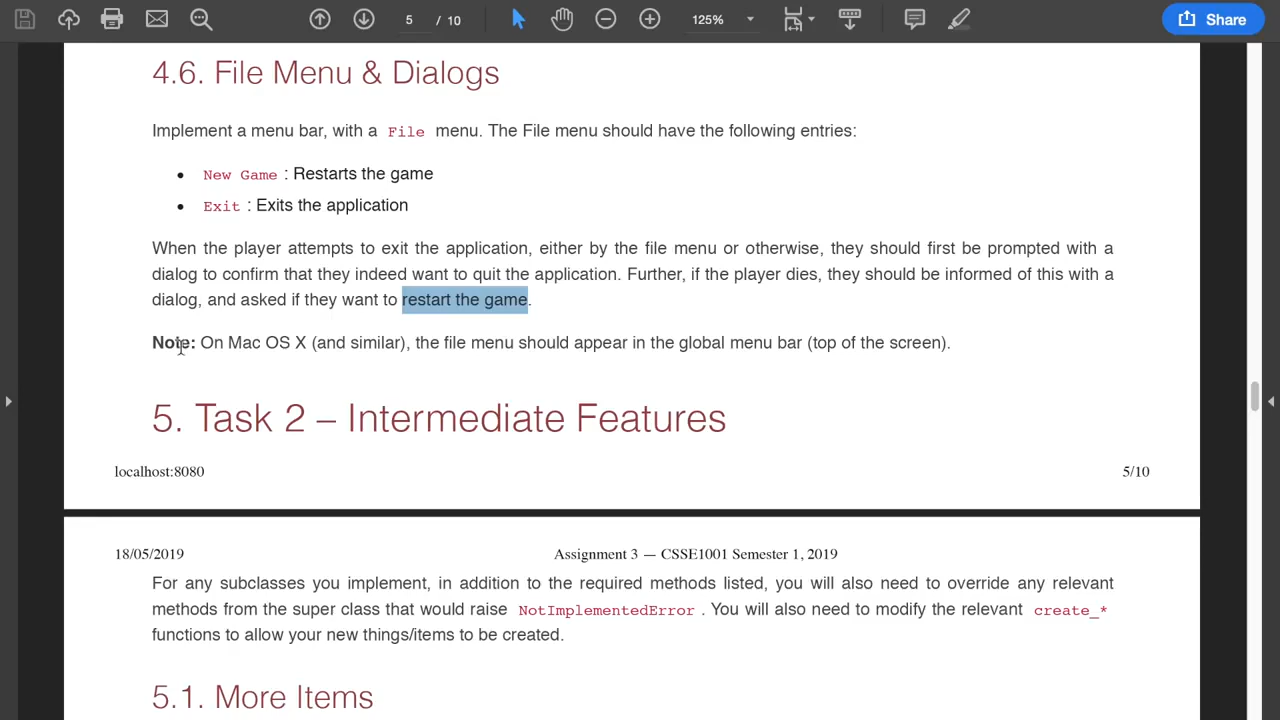 5 / 10 125% Share
4.6. File Menu & Dialogs
Implement a menu bar, with a File menu. The File menu should have the following entries:
• New Game : Restarts the game
• Exit : Exits the application
When the player attempts to exit the application, either by the file menu or otherwise, they should first be prompted with a
dialog to confirm that they indeed want to quit the application. Further, if the player dies, they should be informed of this with a
dialog, and asked if they want to restart the game.
Note: On Mac OS X (and similar), the file menu should appear in the global menu bar (top of the screen).
5. Task 2 – Intermediate Features
localhost:8080 5/10
18/05/2019 Assignment 3 — CSSE1001 Semester 1, 2019
For any subclasses you implement, in addition to the required methods listed, you will also need to override any relevant
methods from the super class that would raise NotImplementedError . You will also need to modify the relevant create_*
functions to allow your new things/items to be created.
5.1. More Items